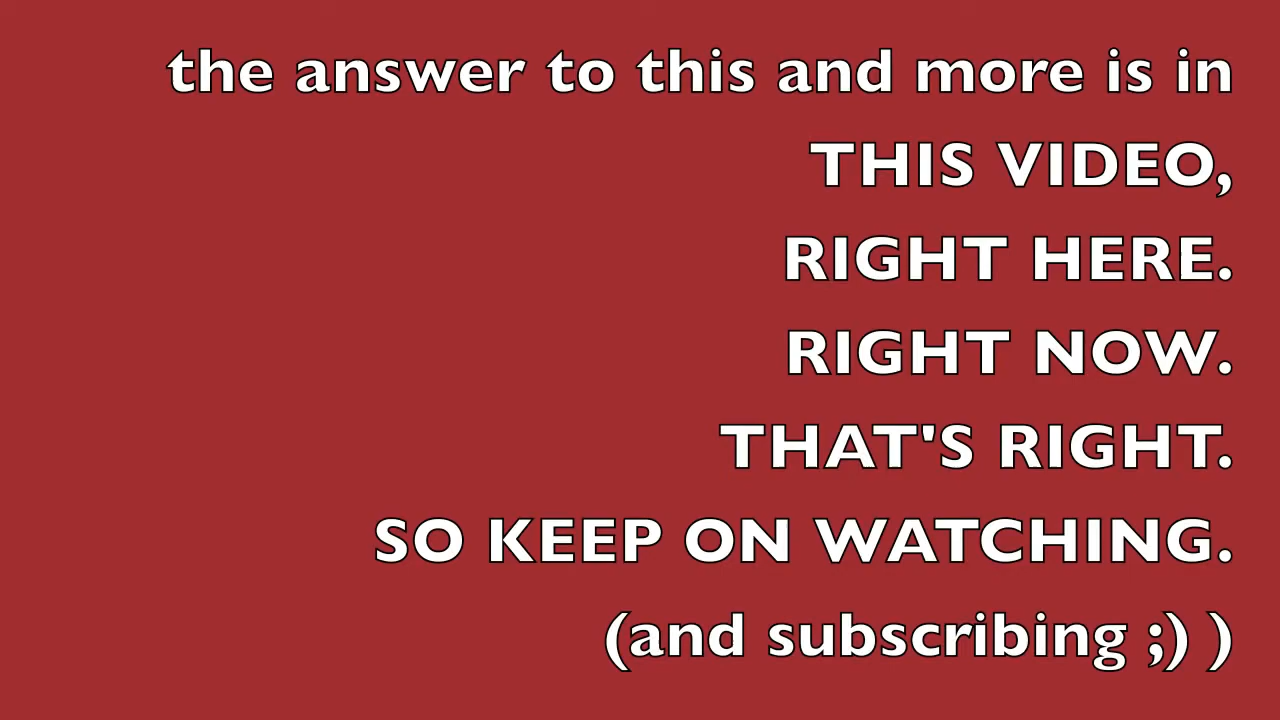 the answer to this and more is in
THIS VIDEO,
RIGHT HERE.
RIGHT NOW.
THAT'S RIGHT.
SO KEEP ON WATCHING.
(and subscribing ;) )